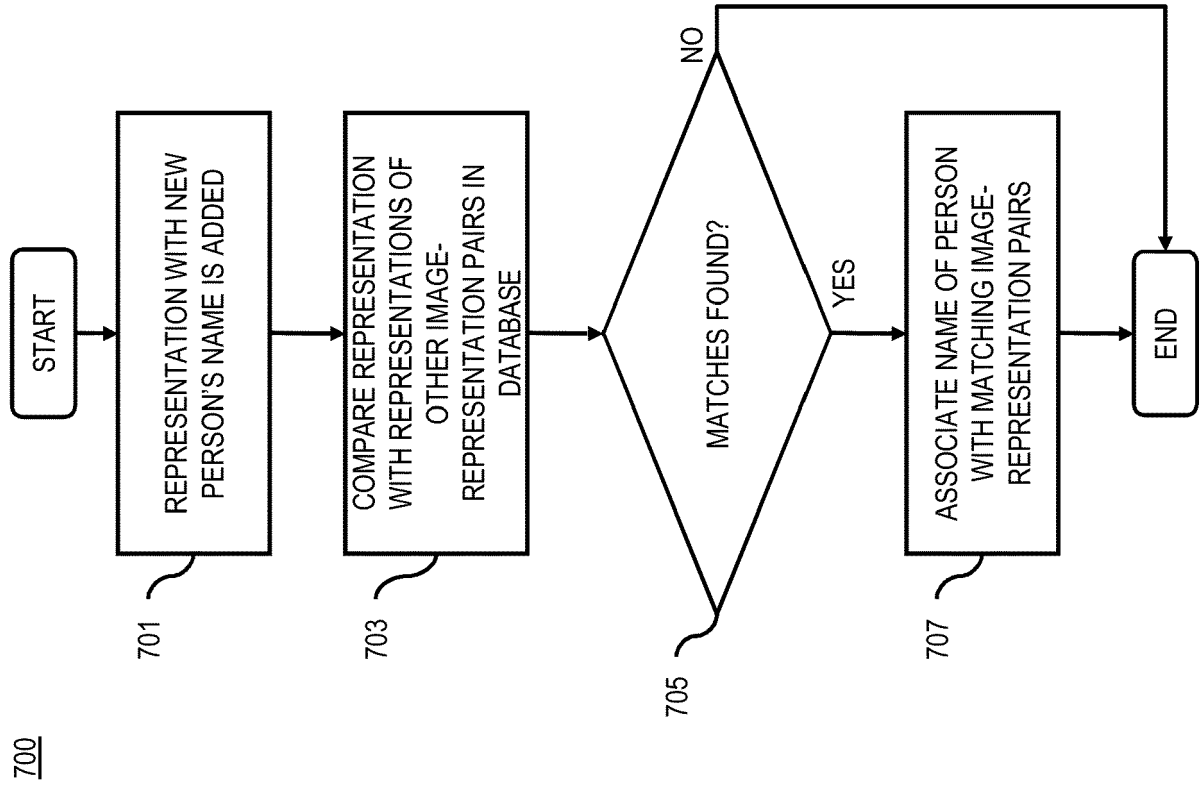 700
START
701
REPRESENTATION WITH NEW
PERSON'S NAME IS ADDED
703
COMPARE REPRESENTATION
WITH REPRESENTATIONS OF
OTHER IMAGE-
REPRESENTATION PAIRS IN
DATABASE
705
MATCHES FOUND?
NO
YES
707
ASSOCIATE NAME OF PERSON
WITH MATCHING IMAGE-
REPRESENTATION PAIRS
END